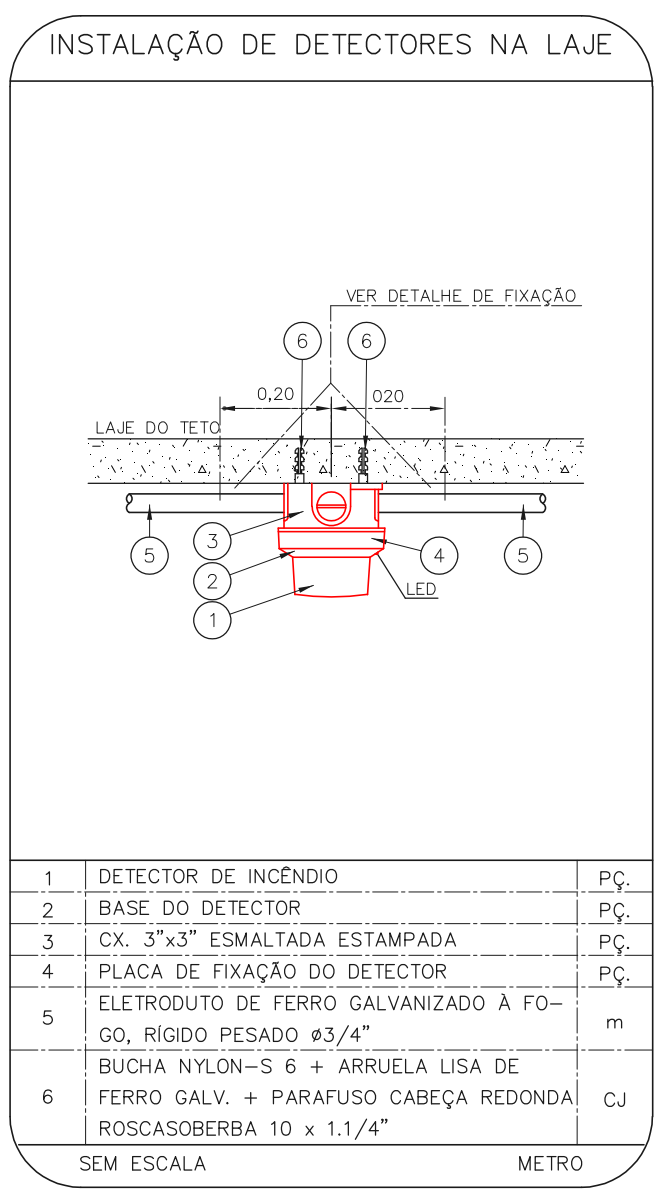 INSTALAÇÃO DE DETECTORES NA LAJE
VER DETALHE DE FIXAÇÃO
6 6
0,20 020
LAJE DO TETO
5 3 4 5
2
LED
1
1 DETECTOR DE INCÊNDIO PÇ.
2 BASE DO DETECTOR PÇ.
3 CX. 3"x3" ESMALTADA ESTAMPADA PÇ.
4 PLACA DE FIXAÇÃO DO DETECTOR PÇ.
5 ELETRODUTO DE FERRO GALVANIZADO À FO-
GO, RÍGIDO PESADO ø3/4" m
BUCHA NYLON-S 6 + ARRUELA LISA DE
6 FERRO GALV. + PARAFUSO CABEÇA REDONDA CJ
ROSCASOBERBA 10 x 1.1/4"
SEM ESCALA METRO